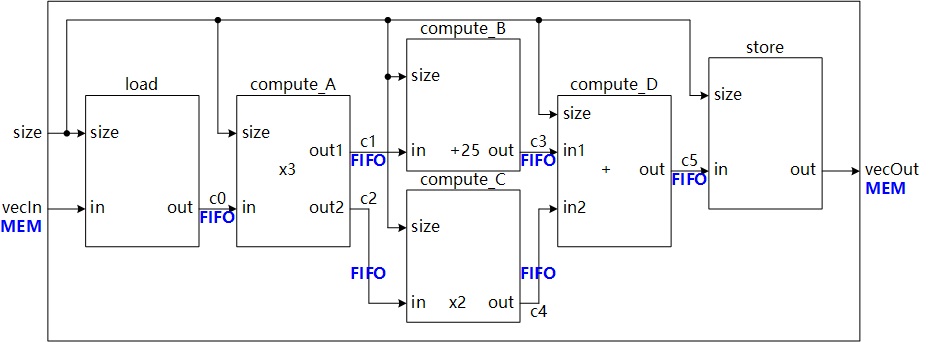 compute_B
store
load
compute_A
size
compute_D
size
size
size
size
size
size
c1
c3
out1
FIFO
in
+25
out
FIFO
in1
x3
+
out
c5
in
out
vecOut
compute_C
FIFO
MEM
vecIn
in
out
c0
in
out2
c2
in2
MEM
FIFO
size
FIFO
FIFO
in
x2
out
c4